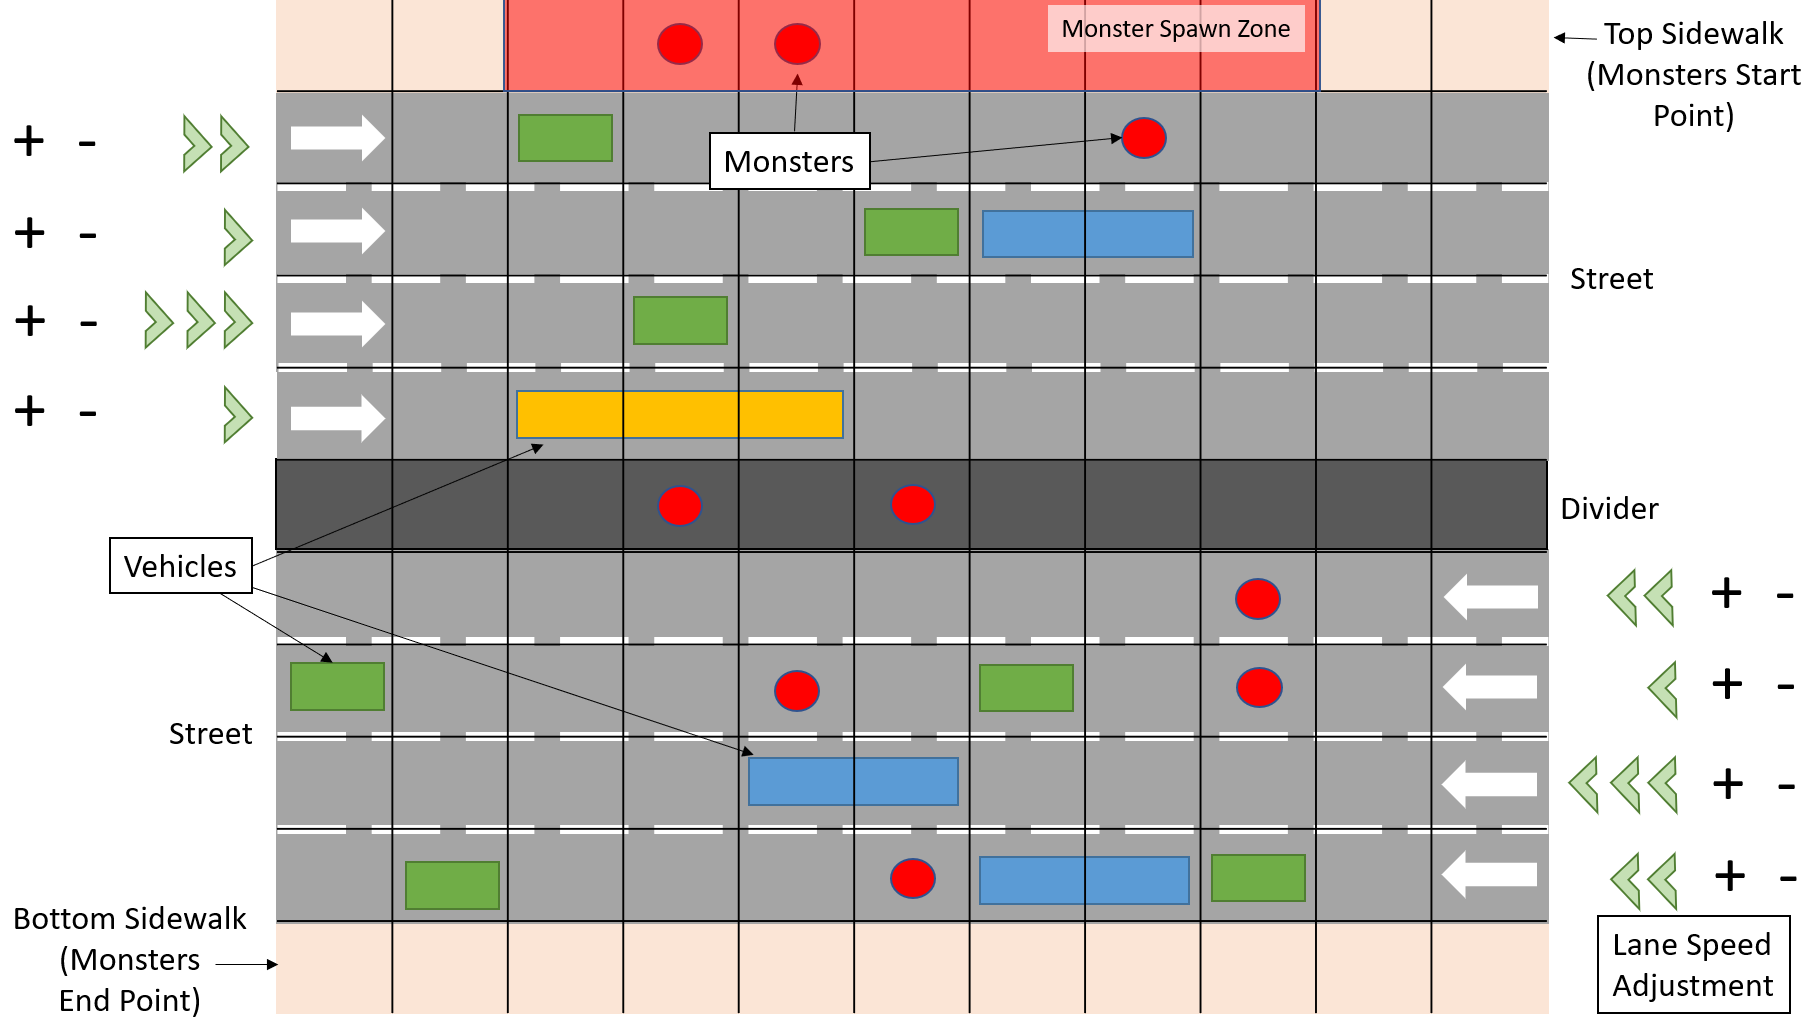 Monster Spawn Zone
Top Sidewalk
(Monsters Start
Point)
+ -
Monsters
+ -
Street
+ -
+ -
Divider
Vehicles
+ -
+ -
Street
+ -
+ -
Bottom Sidewalk
(Monsters
End Point)
Lane Speed
Adjustment